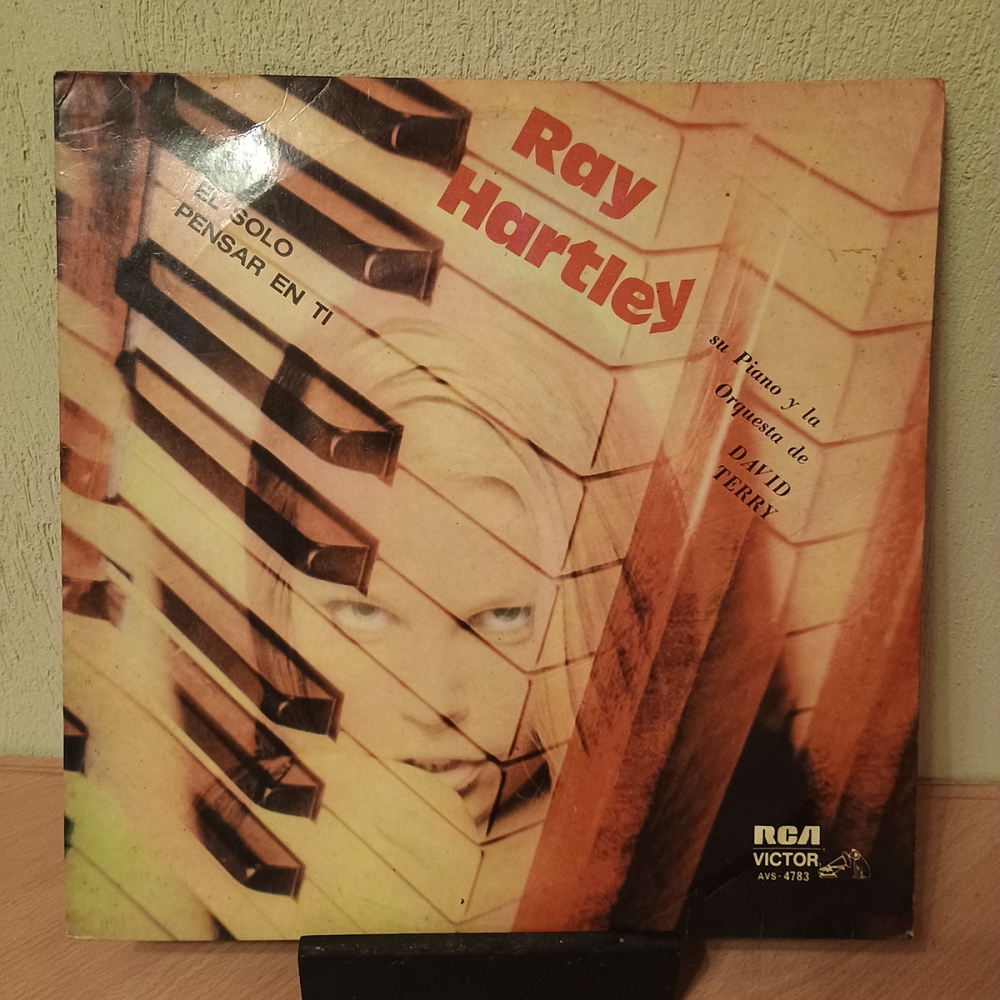 Ray
Hartley
EL SOLO
PENSAR EN TI
su Piano y la
Orquesta de
DAVID
TERRY
RCA
VICTOR
AVS-4783